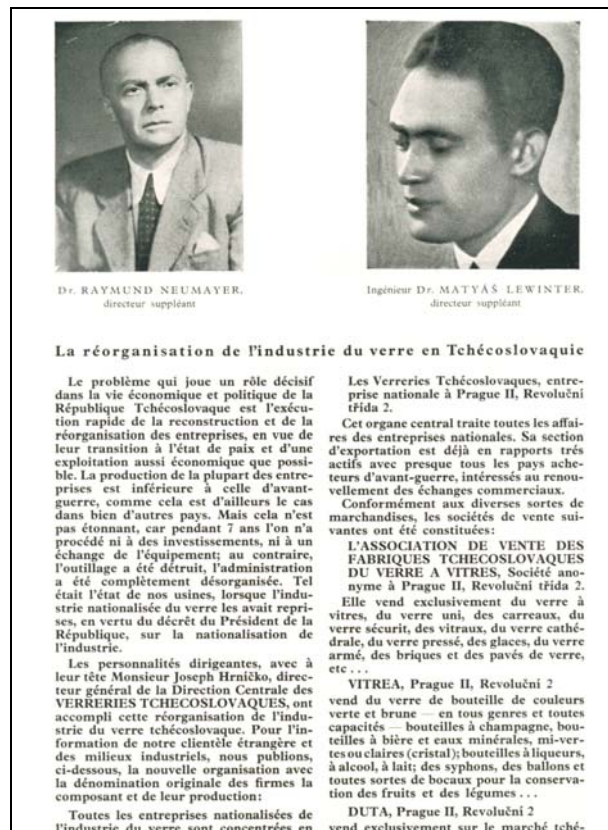 Dr. RAYMUND NEUMAYER,
directeur suppléant
Ingénieur Dr. MATYÁŠ LEWINTER,
directeur suppléant
La réorganisation de l'industrie du verre en Tchécoslovaquie
Le problème qui joue un rôle décisif
dans la vie économique et politique de la
République Tchécoslovaque est l'exécu-
tion rapide de la reconstruction et de la
réorganisation des entreprises, en vue de
leur transition à l'état de paix et d'une
exploitation aussi économique que possi-
ble. La production de la plupart des entre-
prises est inférieure à celle d'avant-
guerre, comme cela est d'ailleurs le cas
dans bien d'autres pays. Mais cela n'est
pas étonnant, car pendant 7 ans l'on n'a
procédé ni à des investissements, ni à un
échange de l'équipement; au contraire,
l'outillage a été détruit, l'administration
a été complètement désorganisée. Tel
était l'état de nos usines, lorsque l'indu-
strie nationalisée du verre les avait repri-
ses, en vertu du décrêt du Président de la
République, sur la nationalisation de
l'industrie.
Les personnalités dirigeantes, avec à
leur tête Monsieur Joseph Hrničko, direc-
teur général de la Direction Centrale des
VERRERIES TCHECOSLOVAQUES, ont
accompli cette réorganisation de l'indu-
strie du verre tchécoslovaque. Pour l'in-
formation de notre clientèle étrangère et
des milieux industriels, nous publions,
ci-dessous, la nouvelle organisation avec
la dénomination originale des firmes la
composant et de leur production:
Toutes les entreprises nationalisées de
l'industrie du verre sont concentrées en
Les Verreries Tchécoslovaques, entre-
prise nationale à Prague II, Revoluční
třída 2.
Cet organe central traite toutes les affai-
res des entreprises nationales. Sa section
d'exportation est déjà en rapports trés
actifs avec presque tous les pays ache-
teurs d'avant-guerre, intéressés au renou-
vellement des échanges commerciaux.
Conformément aux diverses sortes de
marchandises, les sociétés de vente sui-
vantes ont été constituées:
L'ASSOCIATION DE VENTE DES
FABRIQUES TCHECOSLOVAQUES
DU VERRE A VITRES, Société ano-
nyme à Prague II, Revoluční třída 2.
Elle vend exclusivement du verre à
vitres, du verre uni, des carreaux, du
verre sécurit, des vitraux, du verre cathé-
drale, du verre pressé, des glaces, du verre
armé, des briques et des pavés de verre,
etc...
VITREA, Prague II, Revoluční 2
vend du verre de bouteille de couleurs
verte et brune — en tous genres et toutes
capacités — bouteilles à champagne, bou-
teilles à bière et eaux minérales, mi-ver-
tes ou claires (cristal); bouteilles à liqueurs,
à alcool, à lait; des syphons, des ballons et
toutes sortes de bocaux pour la conserva-
tion des fruits et des légumes...
DUTA, Prague II, Revoluční 2
vend exclusivement sur le marché tché-